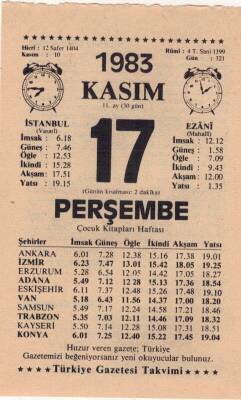 Hicrî : 12 Safer 1404
Kasım : 10
1983
Rûmî : 4 T. Sani 1399
Gün : 321
KASIM
11. ay (30 gün)
İSTANBUL
(Vasatî)
İmsak : 6.18
Güneş : 7.46
Öğle : 12.53
İkindi : 15.28
Akşam : 17.51
Yatsı : 19.15
17
EZÂNÎ
(Mahallî)
İmsak : 12.12
Güneş : 1.58
Öğle : 7.09
İkindi : 9.43
Akşam : 12.00
Yatsı : 1.35
(Günün kısalması: 2 dakika)
PERŞEMBE
Çocuk Kitapları Haftası
Şehirler İmsak Güneş Öğle İkindi Akşam Yatsı
ANKARA 6.01 7.28 12.38 15.16 17.38 19.01
İZMİR 6.23 7.47 13.01 15.42 18.05 19.25
ERZURUM 5.28 6.54 12.05 14.42 17.05 18.27
ADANA 5.49 7.12 12.28 15.13 17.36 18.54
ESKİŞEHİR 6.11 7.37 12.48 15.26 17.48 19.10
VAN 5.18 6.43 11.56 14.37 17.00 18.20
SAMSUN 5.49 7.17 12.24 14.58 17.21 18.46
TRABZON 5.35 7.03 12.11 14.46 17.09 18.32
KAYSERİ 5.50 7.14 12.28 15.08 17.31 18.51
KONYA 6.01 7.25 12.40 15.22 17.45 19.04
Huzur veren gazete; Türkiye
Gazetemizi beğeniyorsanız yeni okuyucular bulunuz.
★★★★ Türkiye Gazetesi Takvimi ★★★★